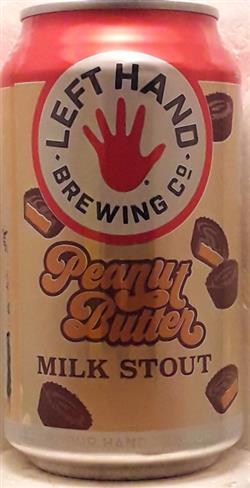 LEFT HAND
BREWING Co.
Peanut
Butter
MILK STOUT